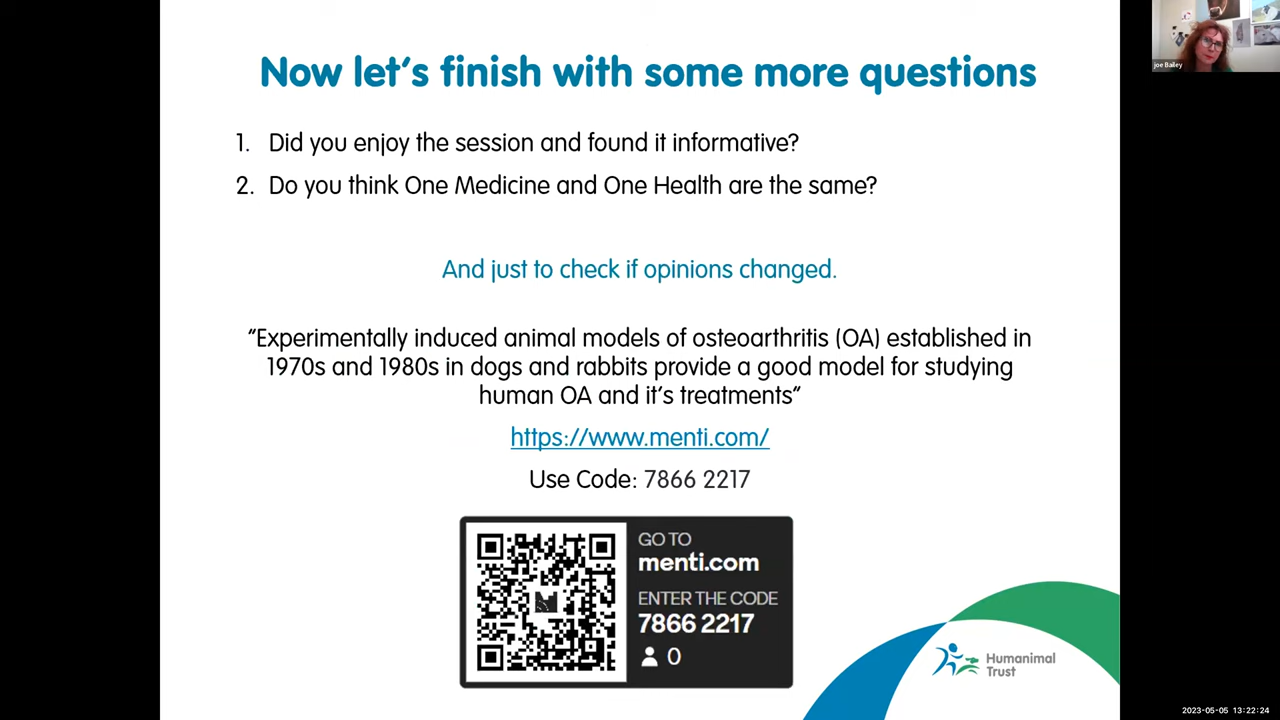 Now let's finish with some more questions
1. Did you enjoy the session and found it informative?
2. Do you think One Medicine and One Health are the same?
And just to check if opinions changed.
"Experimentally induced animal models of osteoarthritis (OA) established in
1970s and 1980s in dogs and rabbits provide a good model for studying
human OA and it's treatments"
https://www.menti.com/
Use Code: 7866 2217
GO TO
menti.com
ENTER THE CODE
7866 2217
0
Humanimal
Trust
joe Bailey
2023-05-05 13:22:24